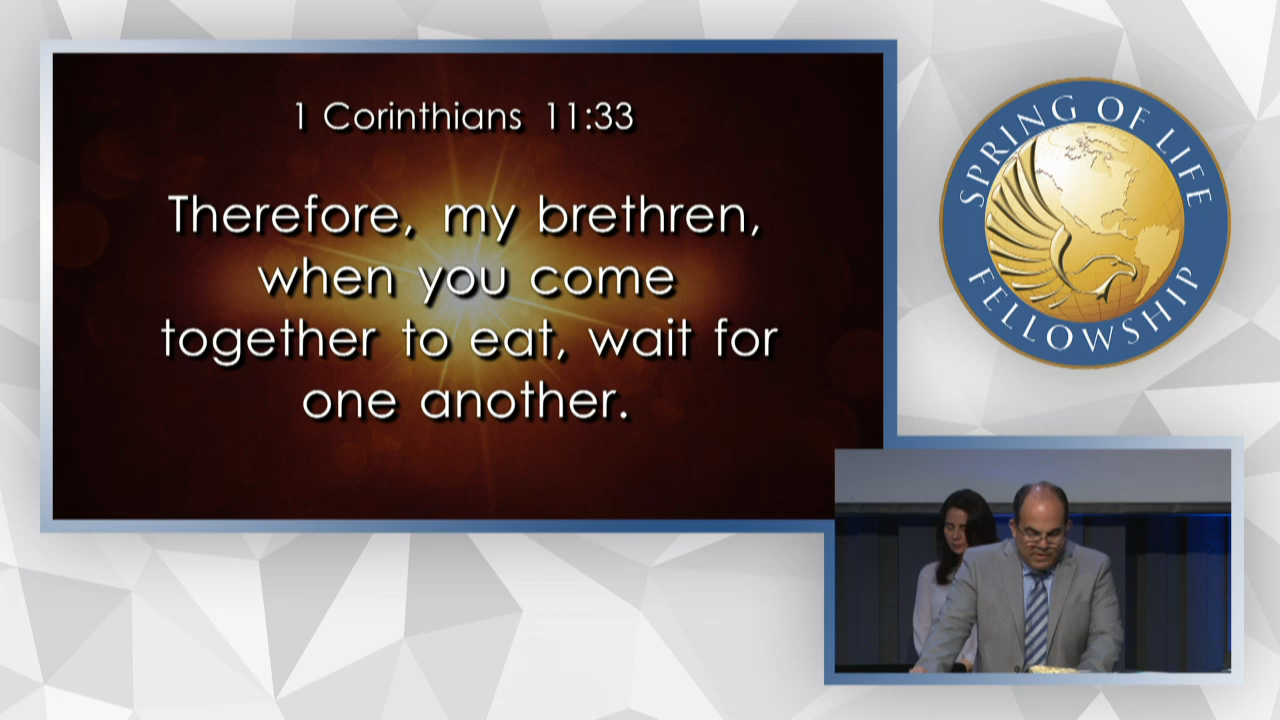 1 Corinthians 11:33
Therefore, my brethren,
when you come
together to eat, wait for
one another.
SPRING OF LIFE
FELLOWSHIP